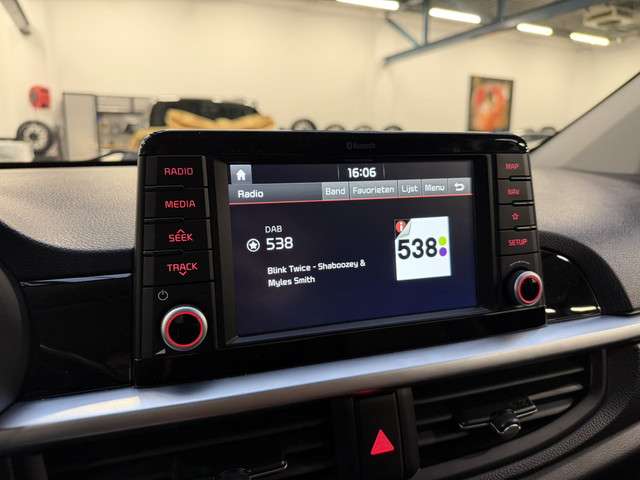 Bluetooth
RADIO
MEDIA
SEEK
TRACK
16:06
Radio
Band
Favorieten
Lijst
Menu
DAB
538
Blink Twice - Shaboozey &
Myles Smith
538
MAP
NAV
SETUP